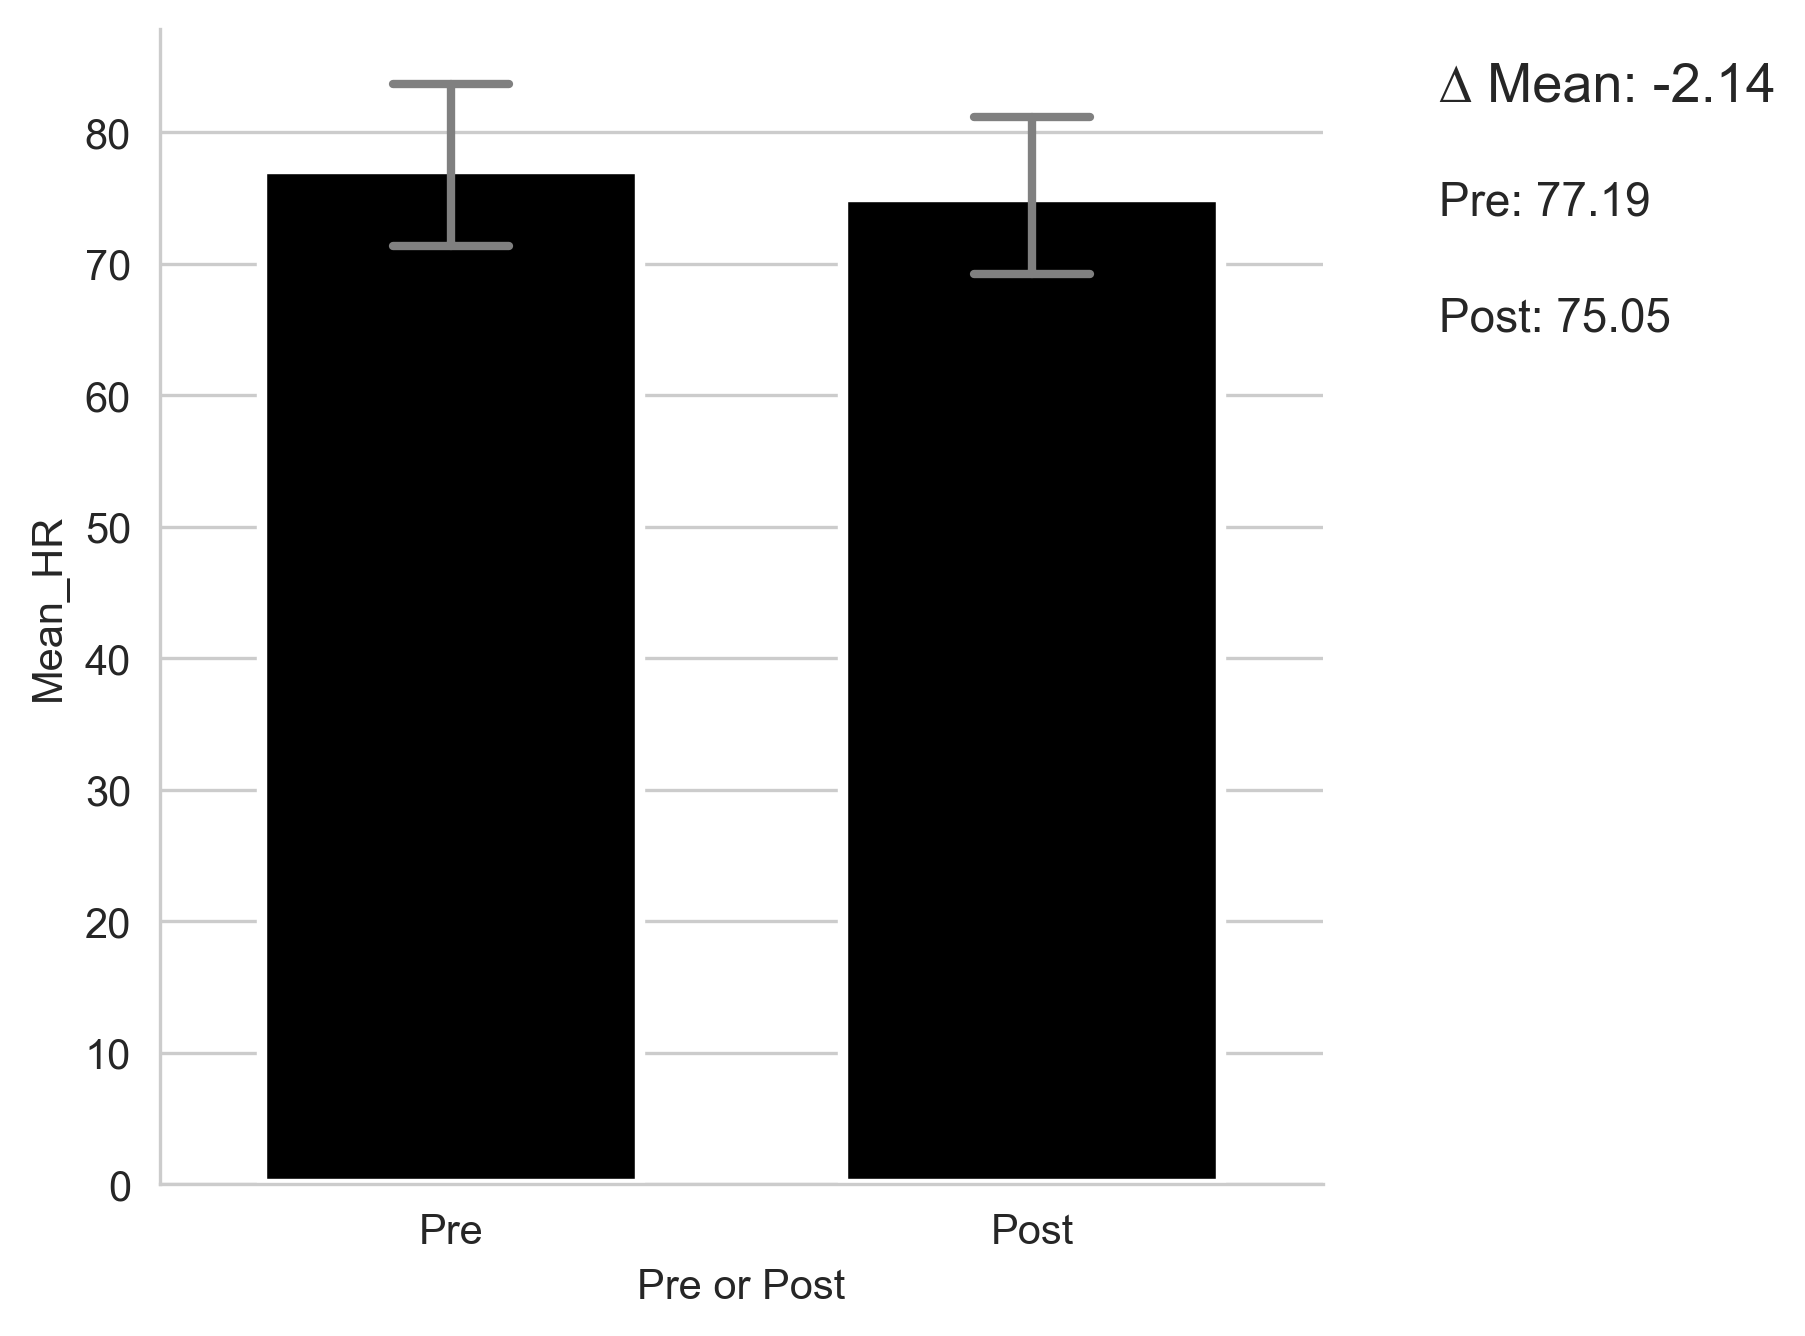 Δ Mean: -2.14
Pre: 77.19
Post: 75.05
Mean_HR
80
70
60
50
40
30
20
10
0
Pre
Post
Pre or Post